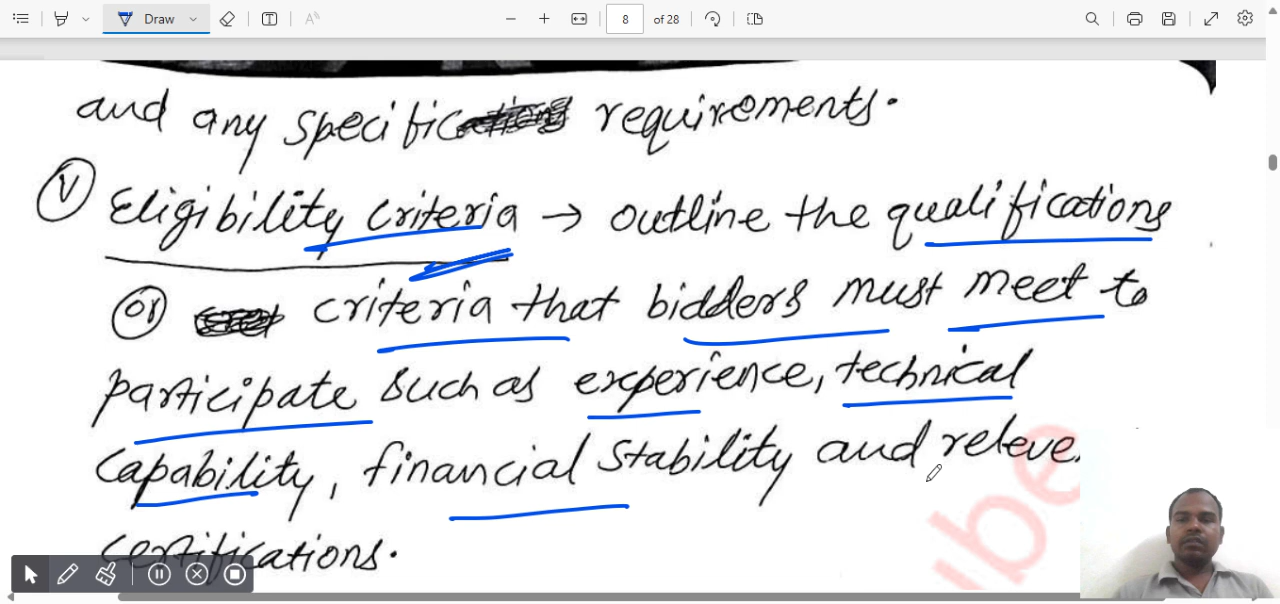 Draw
8
of 28
and any specific requirements.
(v) Eligibility criteria → outline the qualifications
(or) criteria that bidders must meet to
participate such as experience, technical
capability, financial stability and releve
certifications.